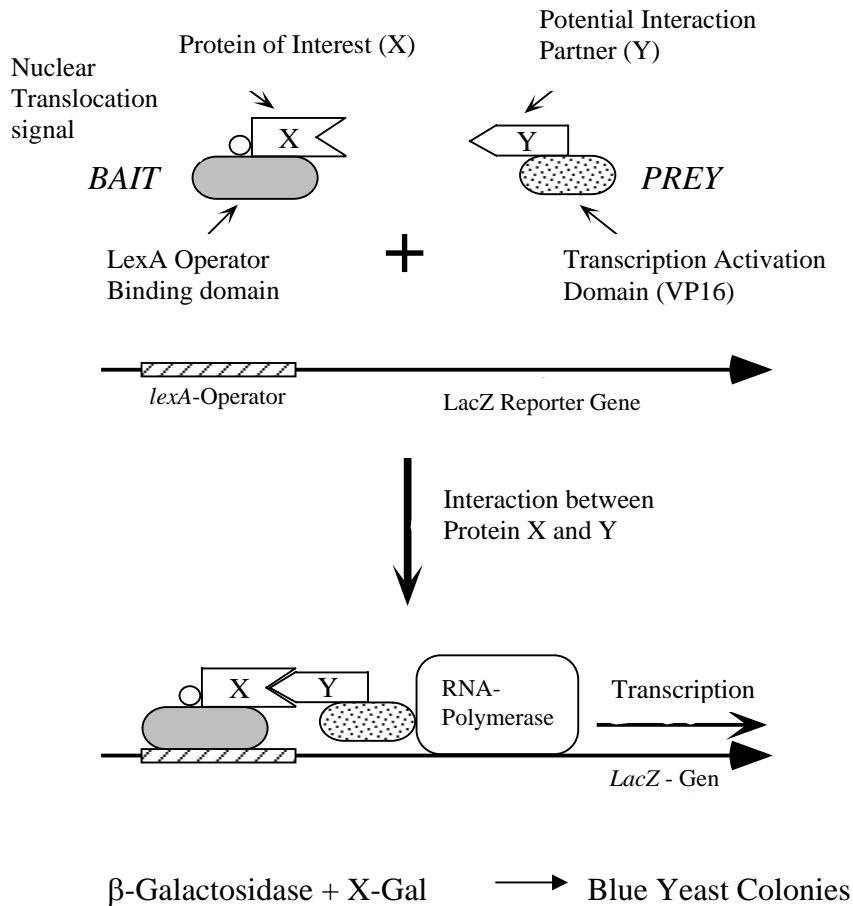 Protein of Interest (X)
Potential Interaction
Partner (Y)
Nuclear
Translocation
signal
X
Y
BAIT
PREY
LexA Operator
Binding domain
+
Transcription Activation
Domain (VP16)
lexA-Operator
LacZ Reporter Gene
Interaction between
Protein X and Y
X
Y
RNA-
Polymerase
Transcription
LacZ - Gen
β-Galactosidase + X-Gal → Blue Yeast Colonies